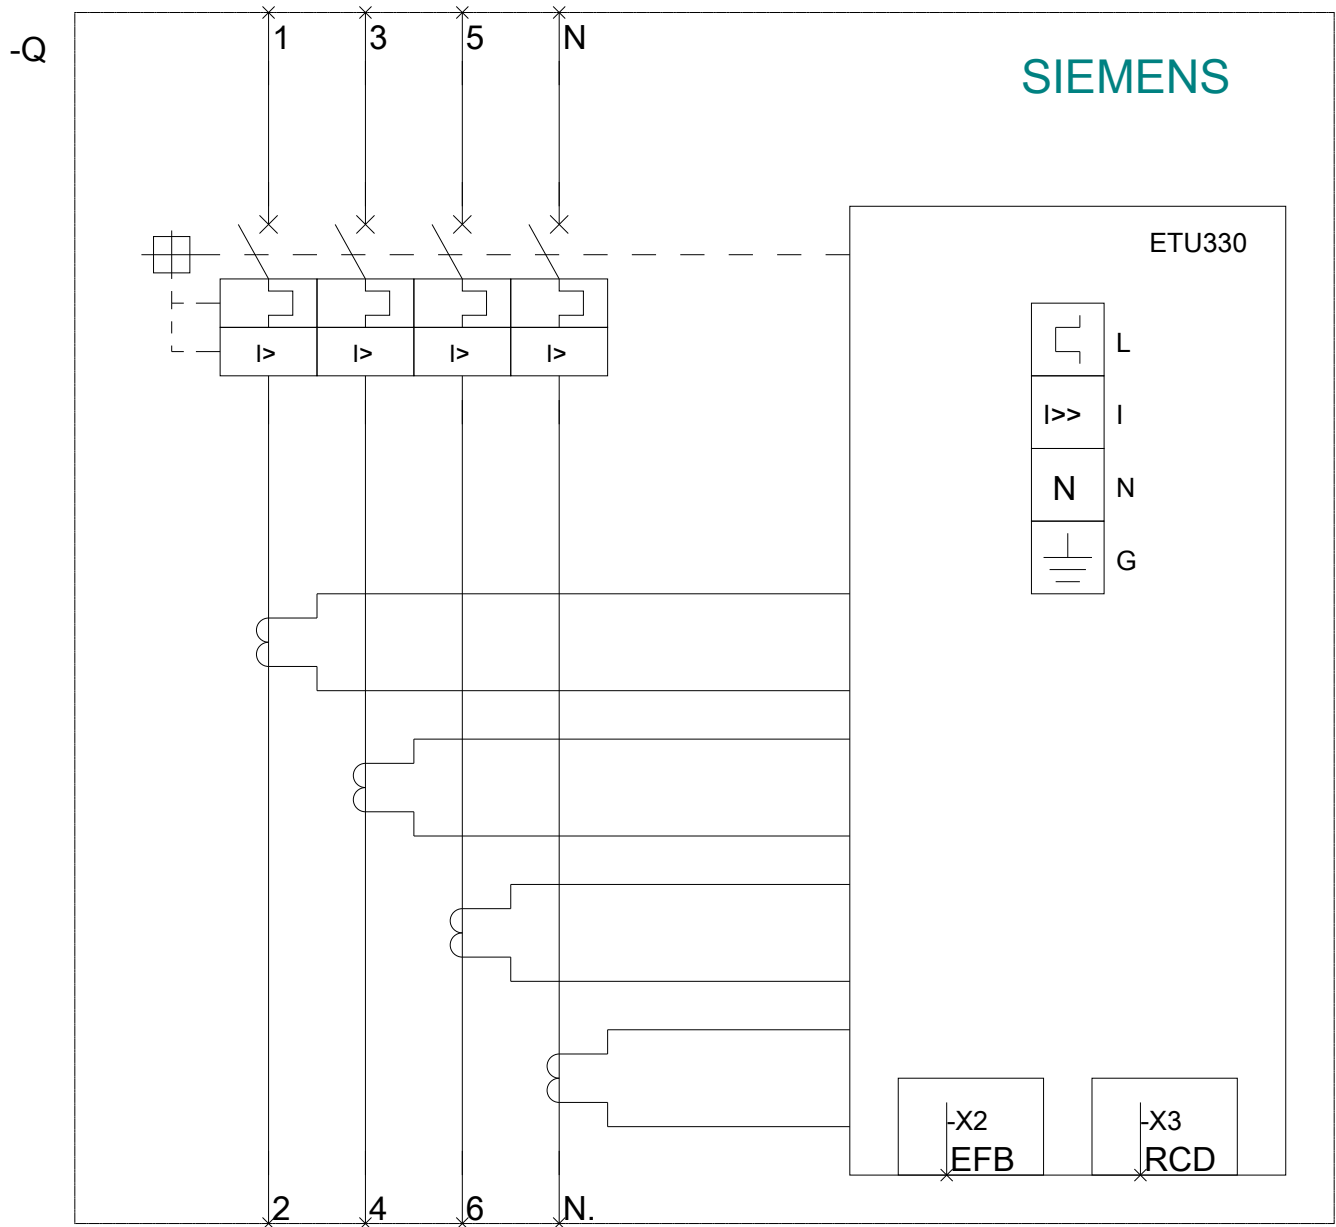 1 3 5 N
-Q
SIEMENS
ETU330
I> I> I> I>
L
I>> I
N N
G
-X2 -X3
EFB RCD
2 4 6 N.